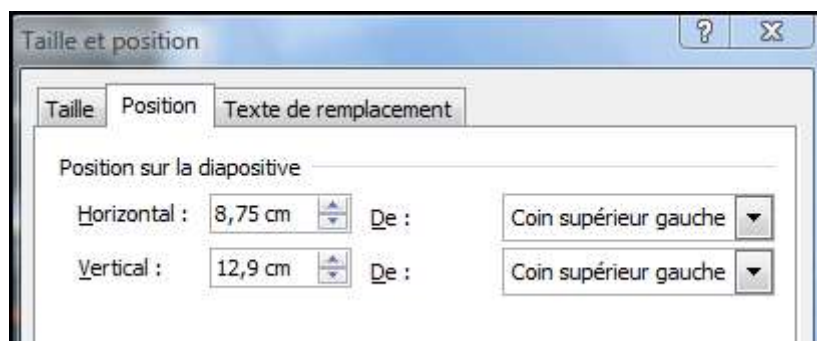 Taille et position
Taille Position Texte de remplacement
Position sur la diapositive
Horizontal : 8,75 cm De : Coin supérieur gauche
Vertical : 12,9 cm De : Coin supérieur gauche